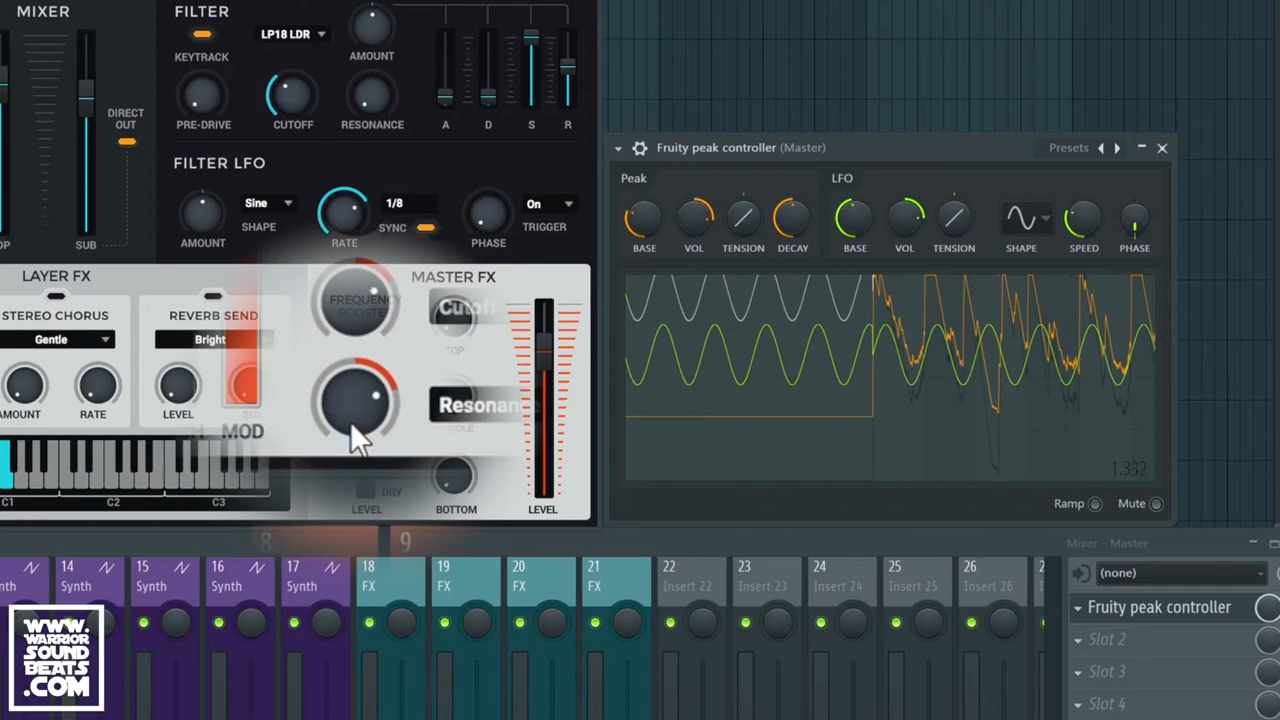 MIXER
FILTER
KEYTRACK
LP18 LDR
AMOUNT
DIRECT
OUT
PRE-DRIVE
CUTOFF
RESONANCE
A
D
S
R
FILTER LFO
SUB
AMOUNT
Sine
SHAPE
RATE
1/8
SYNC
PHASE
On
TRIGGER
LAYER FX
MASTER FX
STEREO CHORUS
Gentle
AMOUNT
RATE
REVERB SEND
Bright
LEVEL
MOD
FREQUENCY
BOOSTER
Cutoff
TOP
Resonan
C1
C2
C3
DRY
LEVEL
BOTTOM
LEVEL
Fruity peak controller (Master)
Presets
Peak
LFO
BASE
VOL
TENSION
DECAY
BASE
VOL
TENSION
SHAPE
SPEED
PHASE
1.332
Ramp
Mute
8
9
Synth
14
Synth
15
Synth
16
Synth
17
Synth
18
FX
19
FX
20
FX
21
FX
22
Insert 22
23
Insert 23
24
Insert 24
25
Insert 25
26
Insert 26
Mixer - Master
(none)
Fruity peak controller
Slot 2
Slot 3
Slot 4
WWW.
WARRIOR
SOUND
BEATS
.COM